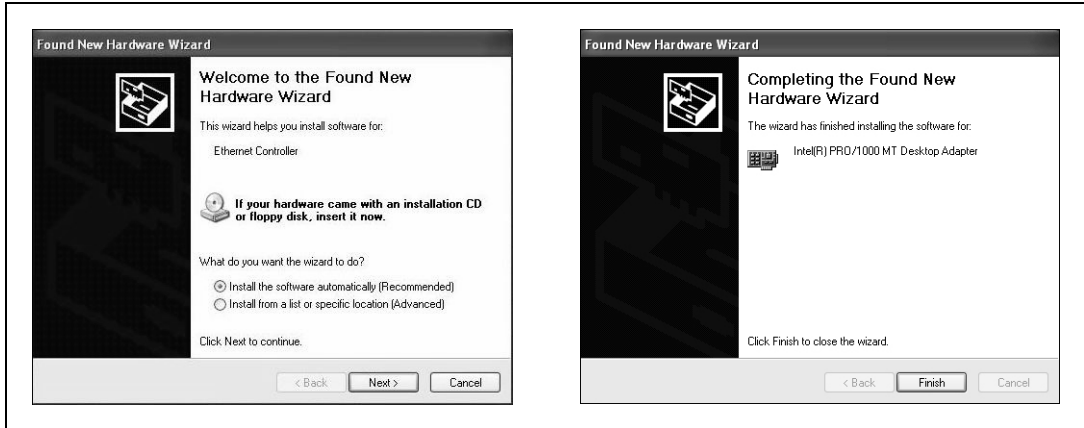 Found New Hardware Wizard
Welcome to the Found New
Hardware Wizard
This wizard helps you install software for:
Ethernet Controller
If your hardware came with an installation CD
or floppy disk, insert it now.
What do you want the wizard to do?
Install the software automatically (Recommended)
Install from a list or specific location (Advanced)
Click Next to continue.
< Back
Next >
Cancel
Found New Hardware Wizard
Completing the Found New
Hardware Wizard
The wizard has finished installing the software for:
Intel(R) PRO/1000 MT Desktop Adapter
Click Finish to close the wizard.
< Back
Finish
Cancel